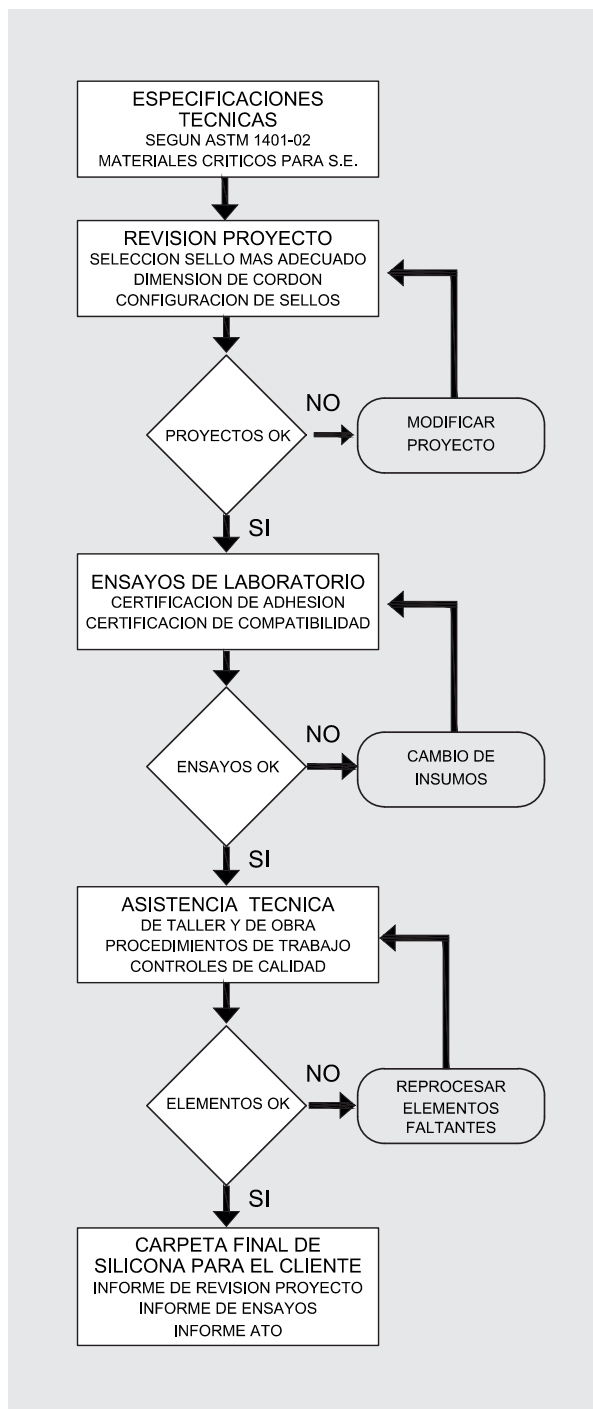 ESPECIFICACIONES
TECNICAS
SEGUN ASTM 1401-02
MATERIALES CRITICOS PARA S.E.
REVISION PROYECTO
SELECCION SELLO MAS ADECUADO
DIMENSION DE CORDON
CONFIGURACION DE SELLOS
PROYECTOS OK
NO
MODIFICAR
PROYECTO
SI
ENSAYOS DE LABORATORIO
CERTIFICACION DE ADHESION
CERTIFICACION DE COMPATIBILIDAD
ENSAYOS OK
NO
CAMBIO DE
INSUMOS
SI
ASISTENCIA TECNICA
DE TALLER Y DE OBRA
PROCEDIMIENTOS DE TRABAJO
CONTROLES DE CALIDAD
ELEMENTOS OK
NO
REPROCESAR
ELEMENTOS
FALTANTES
SI
CARPETA FINAL DE
SILICONA PARA EL CLIENTE
INFORME DE REVISION PROYECTO
INFORME DE ENSAYOS
INFORME ATO